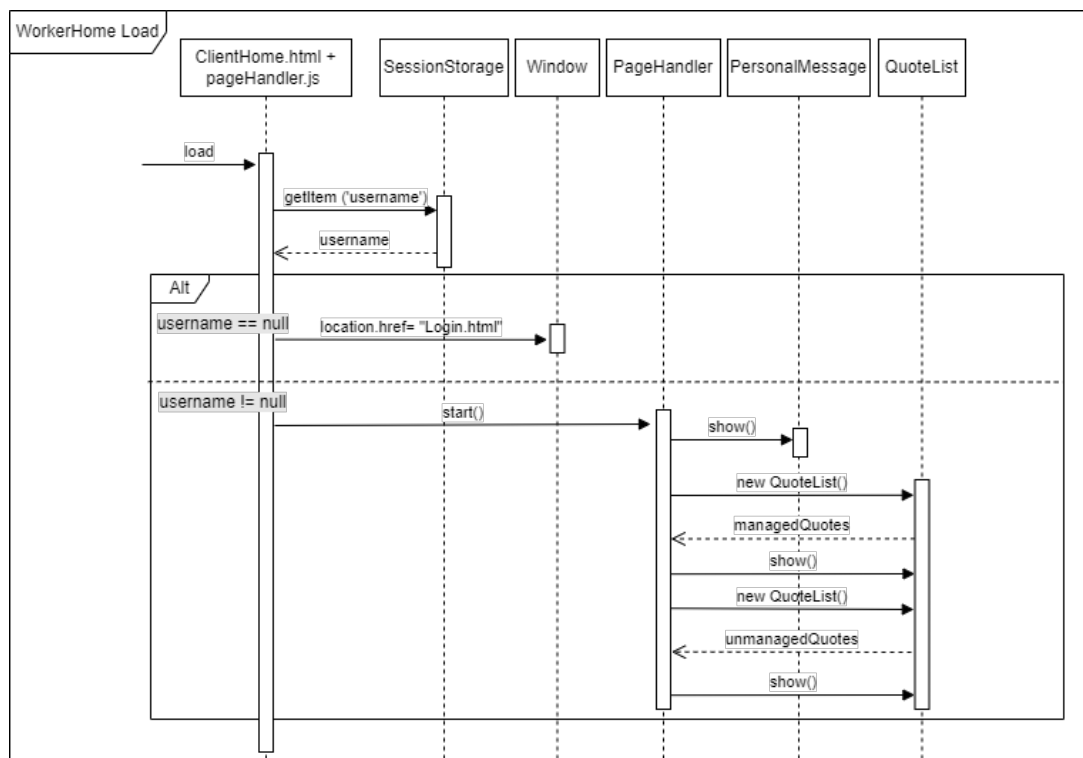 WorkerHome Load
ClientHome.html +
pageHandler.js
SessionStorage
Window
PageHandler
PersonalMessage
QuoteList
load
getItem ('username')
username
Alt
username == null
location.href= "Login.html"
username != null
start()
show()
new QuoteList()
managedQuotes
show()
new QuoteList()
unmanagedQuotes
show()